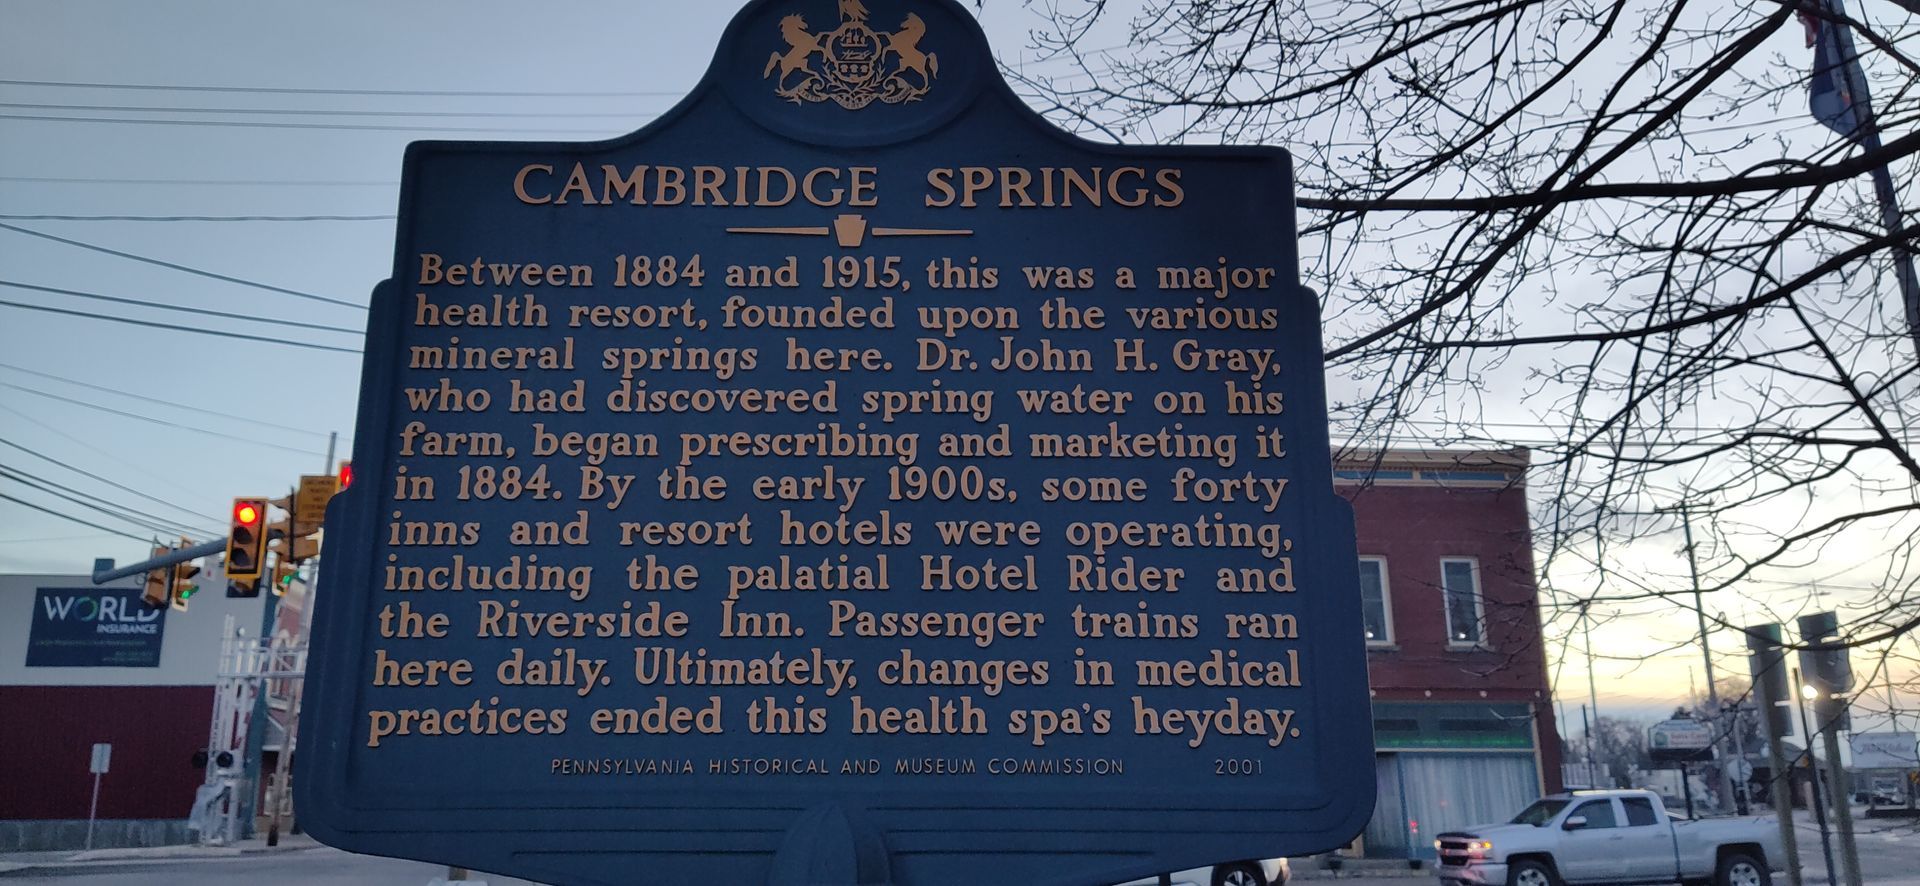 CAMBRIDGE SPRINGS
Between 1884 and 1915, this was a major
health resort, founded upon the various
mineral springs here. Dr. John H. Gray,
who had discovered spring water on his
farm, began prescribing and marketing it
in 1884. By the early 1900s, some forty
inns and resort hotels were operating,
including the palatial Hotel Rider and
the Riverside Inn. Passenger trains ran
here daily. Ultimately, changes in medical
practices ended this health spa's heyday.
PENNSYLVANIA HISTORICAL AND MUSEUM COMMISSION 2001
WORLD
INSURANCE